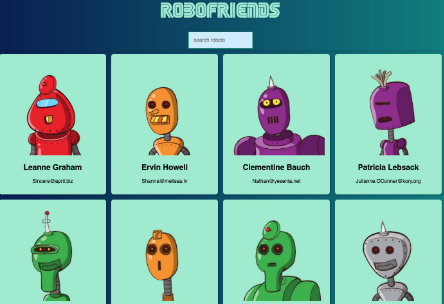 ROBOFRIENDS
search robots
Leanne Graham
Ervin Howell
Clementine Bauch
Patricia Lebsack
Sincere@april.biz
Shanna@melissa.tv
Nathan@yesenia.net
Julianne.OConner@kory.org